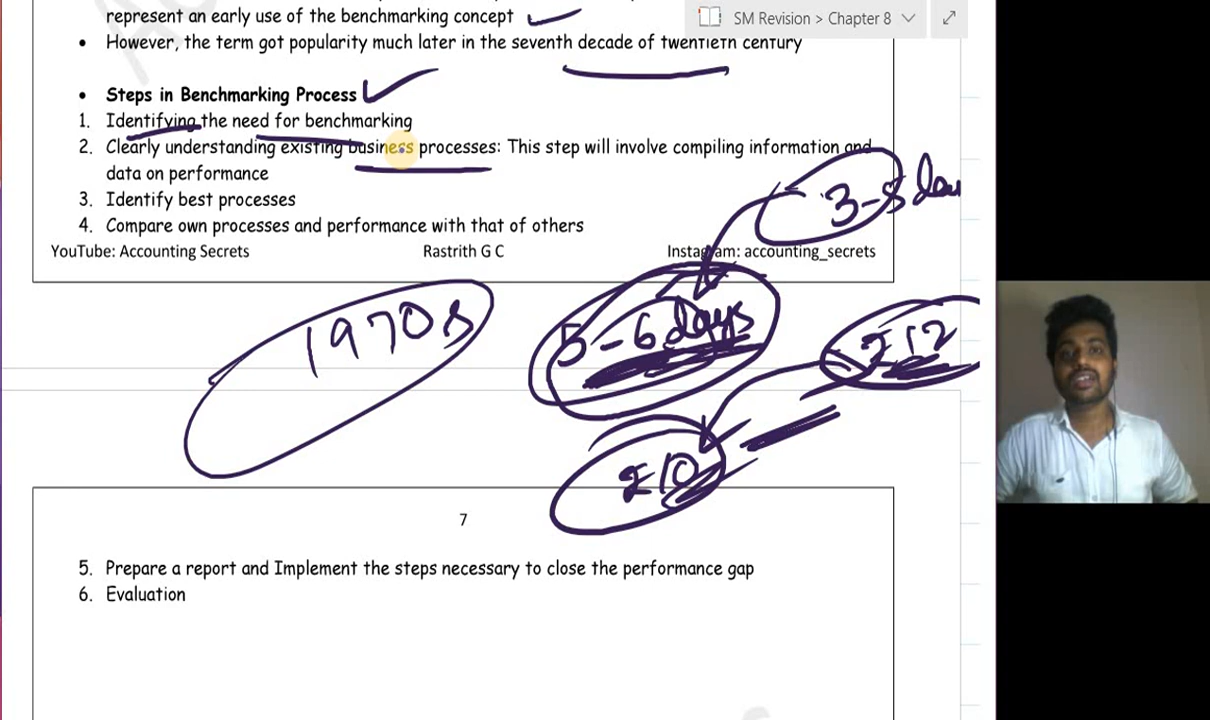 represent an early use of the benchmarking concept
SM Revision > Chapter 8
• However, the term got popularity much later in the seventh decade of twentieth century
• Steps in Benchmarking Process
1. Identifying the need for benchmarking
2. Clearly understanding existing business processes: This step will involve compiling information and
data on performance
3. Identify best processes
3-8 day
4. Compare own processes and performance with that of others
YouTube: Accounting Secrets Rastrith G C Instagram: accounting_secrets
1970s
5-6 days
₹12
₹10
7
5. Prepare a report and Implement the steps necessary to close the performance gap
6. Evaluation